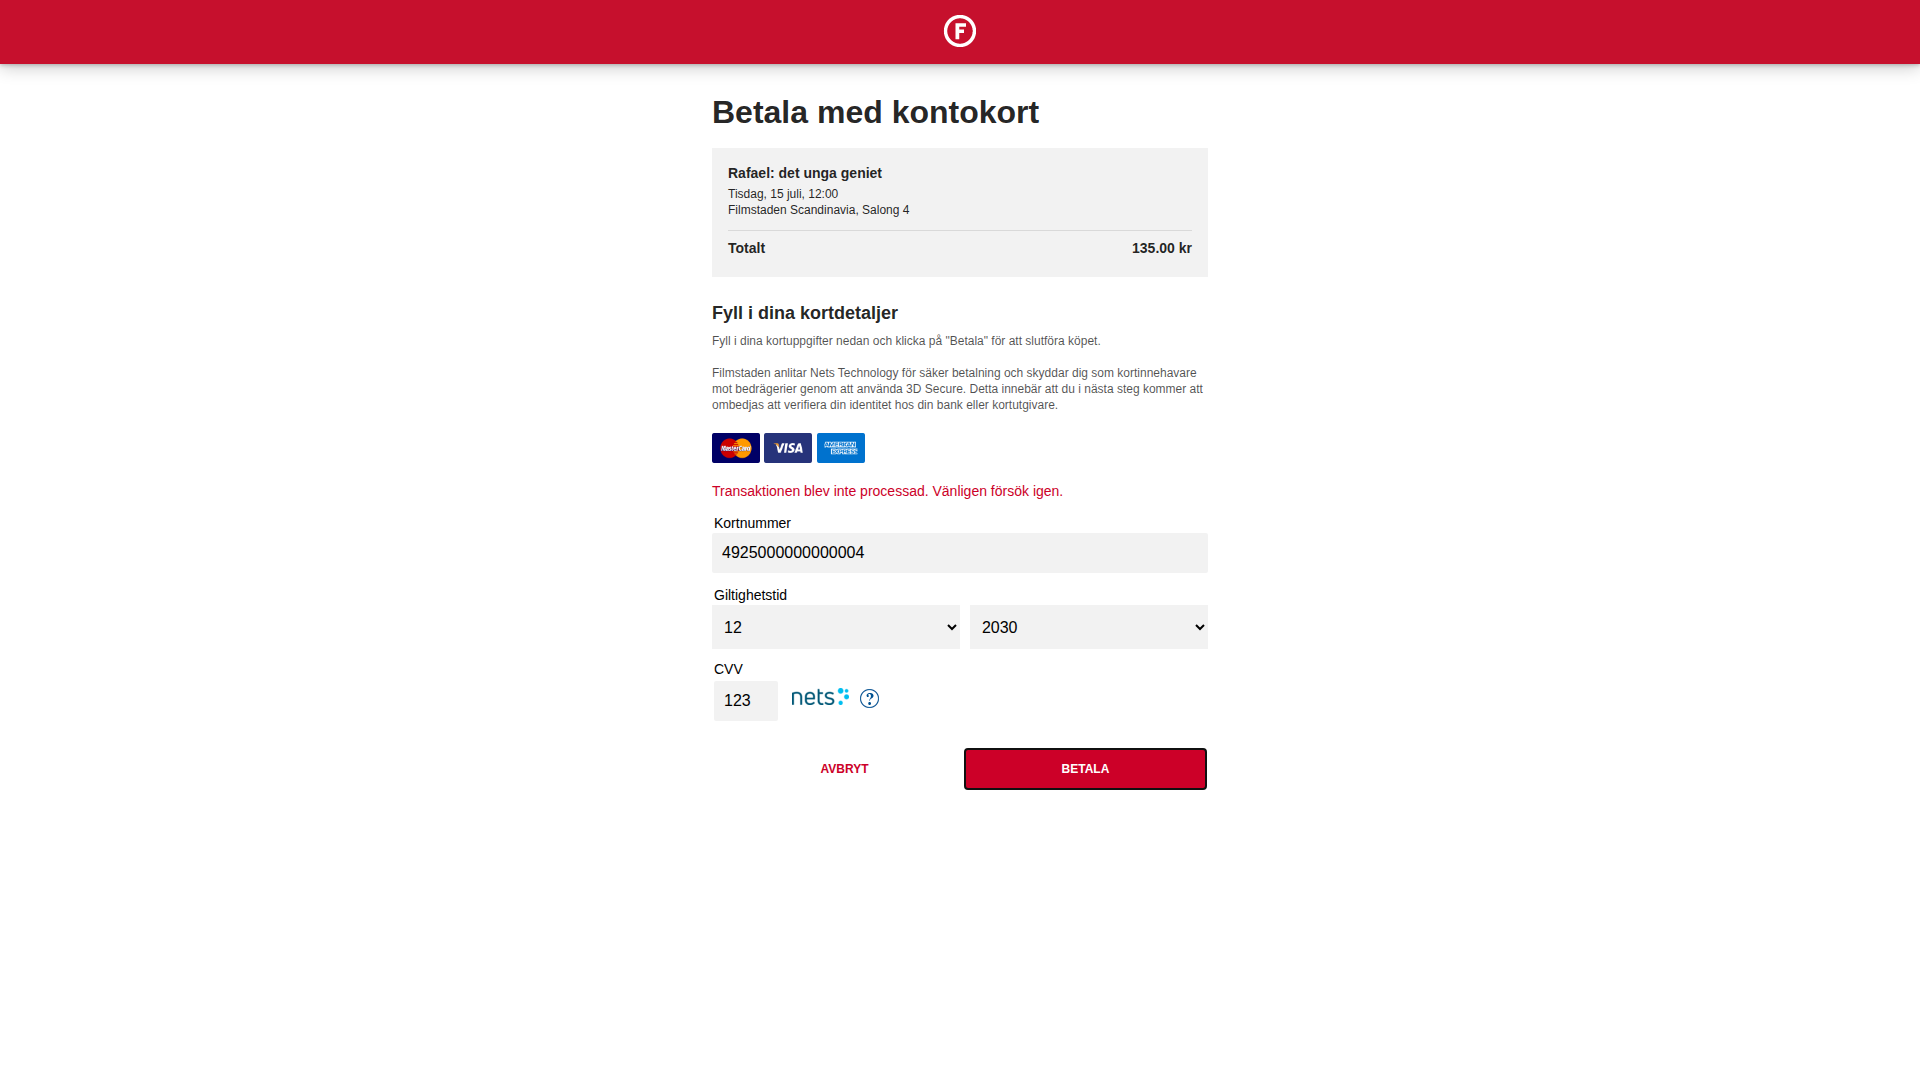 F
Betala med kontokort
Rafael: det unga geniet
Tisdag, 15 juli, 12:00
Filmstaden Scandinavia, Salong 4
Totalt 135.00 kr
Fyll i dina kortdetaljer
Fyll i dina kortuppgifter nedan och klicka på "Betala" för att slutföra köpet.
Filmstaden anlitar Nets Technology för säker betalning och skyddar dig som kortinnehavare
mot bedrägerier genom att använda 3D Secure. Detta innebär att du i nästa steg kommer att
ombedjas att verifiera din identitet hos din bank eller kortutgivare.
MasterCard VISA AMERICAN EXPRESS
Transaktionen blev inte processad. Vänligen försök igen.
Kortnummer
4925000000000004
Giltighetstid
12 2030
CVV
123 nets ?
AVBRYT BETALA